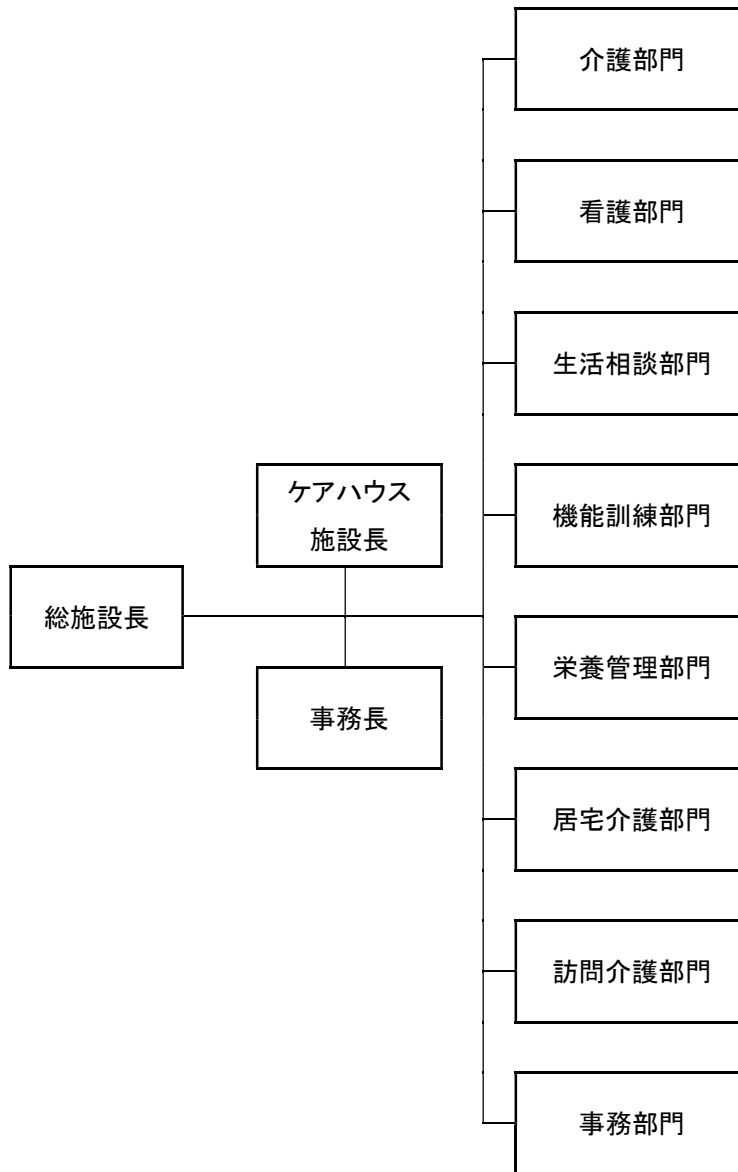 介護部門
看護部門
生活相談部門
ケアハウス
施設長
機能訓練部門
総施設長
栄養管理部門
事務長
居宅介護部門
訪問介護部門
事務部門